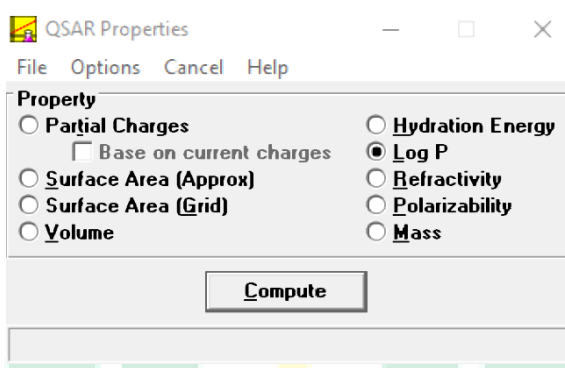 QSAR Properties
File Options Cancel Help
Property
Partial Charges
Base on current charges
Surface Area (Approx)
Surface Area (Grid)
Volume
Hydration Energy
Log P
Refractivity
Polarizability
Mass
Compute